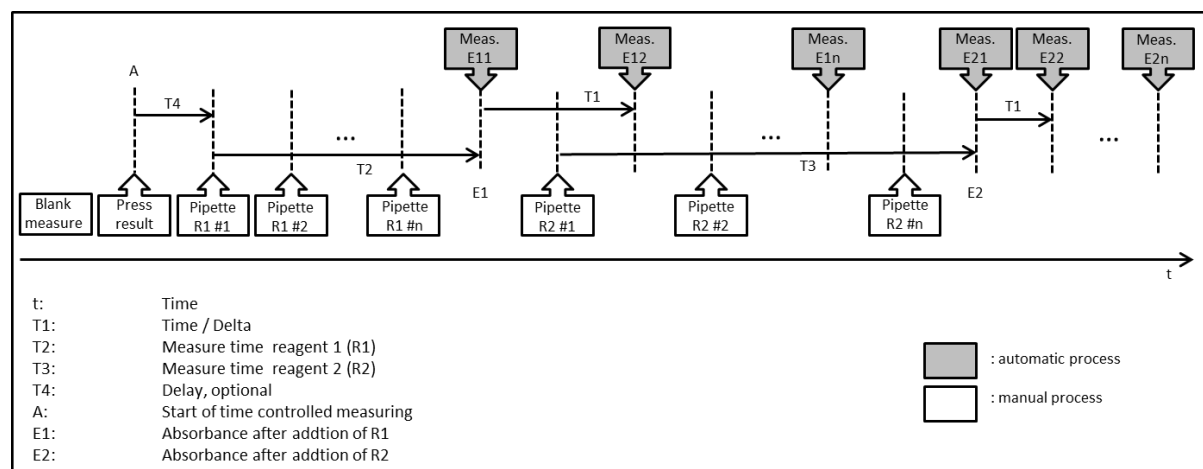 Meas.
E11
Meas.
E12
Meas.
E1n
Meas.
E21
Meas.
E22
Meas.
E2n
A
T4
T1
T1
...
...
...
T2
T3
E1
E2
Blank
measure
Press
result
Pipette
R1 #1
Pipette
R1 #2
Pipette
R1 #n
Pipette
R2 #1
Pipette
R2 #2
Pipette
R2 #n
t
t: Time
T1: Time / Delta
T2: Measure time reagent 1 (R1)
T3: Measure time reagent 2 (R2)
T4: Delay, optional
A: Start of time controlled measuring
E1: Absorbance after addtion of R1
E2: Absorbance after addtion of R2
: automatic process
: manual process